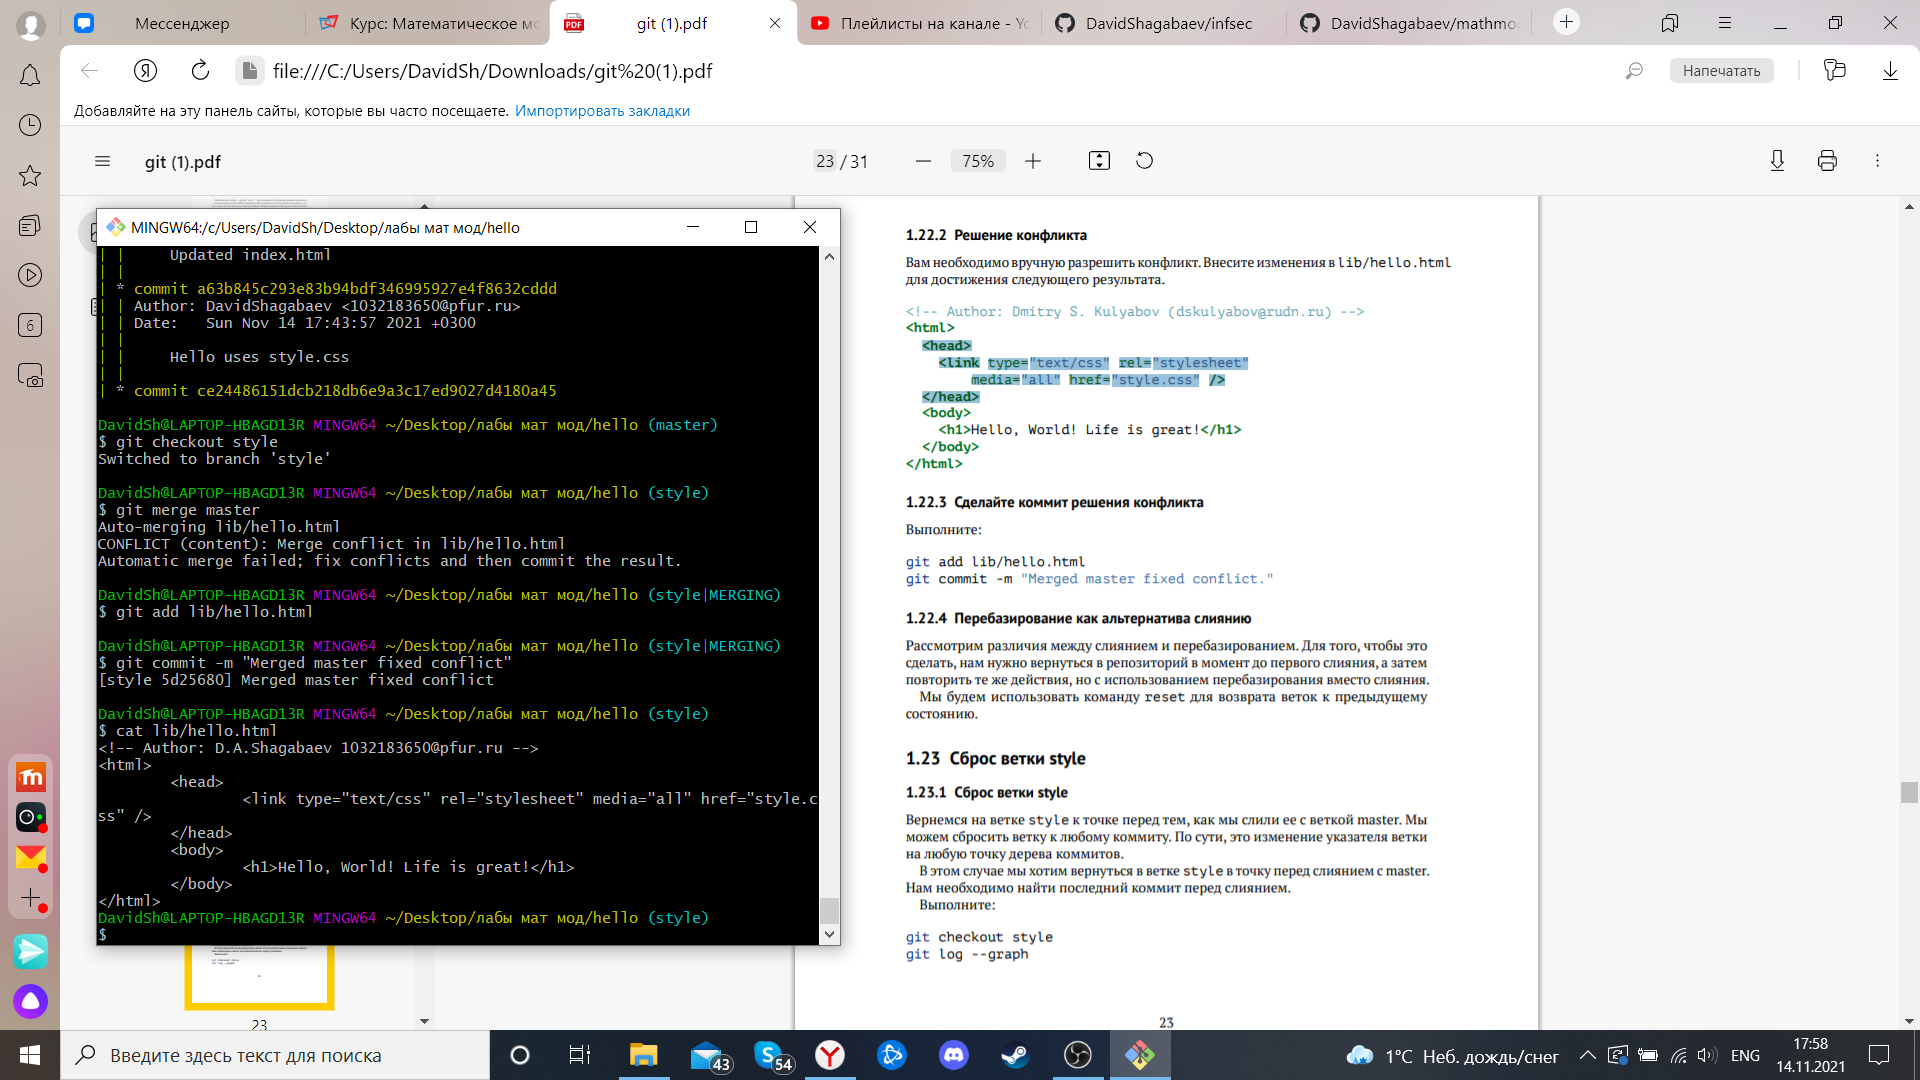 Мессенджер
Курс: Математическое мо
git (1).pdf
Плейлисты на канале - Yo
DavidShagabaev/infsec
DavidShagabaev/mathmo
file:///C:/Users/DavidSh/Downloads/git%20(1).pdf
Напечатать
Добавляйте на эту панель сайты, которые вы часто посещаете. Импортировать закладки
git (1).pdf
23 / 31
75%
MINGW64:/c/Users/DavidSh/Desktop/лабы мат мод/hello
| |     Updated index.html
| |
| * commit a63b845c293e83b94bdf346995927e4f8632cddd
| | Author: DavidShagabaev <1032183650@pfur.ru>
| | Date:   Sun Nov 14 17:43:57 2021 +0300
| |
| |     Hello uses style.css
| |
| * commit ce24486151dcb218db6e9a3c17ed9027d4180a45
DavidSh@LAPTOP-HBAGD13R MINGW64 ~/Desktop/лабы мат мод/hello (master)
$ git checkout style
Switched to branch 'style'
DavidSh@LAPTOP-HBAGD13R MINGW64 ~/Desktop/лабы мат мод/hello (style)
$ git merge master
Auto-merging lib/hello.html
CONFLICT (content): Merge conflict in lib/hello.html
Automatic merge failed; fix conflicts and then commit the result.
DavidSh@LAPTOP-HBAGD13R MINGW64 ~/Desktop/лабы мат мод/hello (style|MERGING)
$ git add lib/hello.html
DavidSh@LAPTOP-HBAGD13R MINGW64 ~/Desktop/лабы мат мод/hello (style|MERGING)
$ git commit -m "Merged master fixed conflict"
[style 5d25680] Merged master fixed conflict
DavidSh@LAPTOP-HBAGD13R MINGW64 ~/Desktop/лабы мат мод/hello (style)
$ cat lib/hello.html
<!-- Author: D.A.Shagabaev 1032183650@pfur.ru -->
<html>
<head>
<link type="text/css" rel="stylesheet" media="all" href="style.c
ss" />
</head>
<body>
<h1>Hello, World! Life is great!</h1>
</body>
</html>
DavidSh@LAPTOP-HBAGD13R MINGW64 ~/Desktop/лабы мат мод/hello (style)
$
23
1.22.2 Решение конфликта
Вам необходимо вручную разрешить конфликт. Внесите изменения в lib/hello.html
для достижения следующего результата.
<!-- Author: Dmitry S. Kulyabov (dskulyabov@rudn.ru) -->
<html>
<head>
<link type="text/css" rel="stylesheet"
media="all" href="style.css" />
</head>
<body>
<h1>Hello, World! Life is great!</h1>
</body>
</html>
1.22.3 Сделайте коммит решения конфликта
Выполните:
git add lib/hello.html
git commit -m "Merged master fixed conflict."
1.22.4 Перебазирование как альтернатива слиянию
Рассмотрим различия между слиянием и перебазированием. Для того, чтобы это
сделать, нам нужно вернуться в репозиторий в момент до первого слияния, а затем
повторить те же действия, но с использованием перебазирования вместо слияния.
Мы будем использовать команду reset для возврата веток к предыдущему
состоянию.
1.23 Сброс ветки style
1.23.1 Сброс ветки style
Вернемся на ветке style к точке перед тем, как мы слили ее с веткой master. Мы
можем сбросить ветку к любому коммиту. По сути, это изменение указателя ветки
на любую точку дерева коммитов.
В этом случае мы хотим вернуться в ветке style в точку перед слиянием с master.
Нам необходимо найти последний коммит перед слиянием.
Выполните:
git checkout style
git log --graph
23
6
Введите здесь текст для поиска
43
54
1°C Неб. дождь/снег
ENG
17:58
14.11.2021